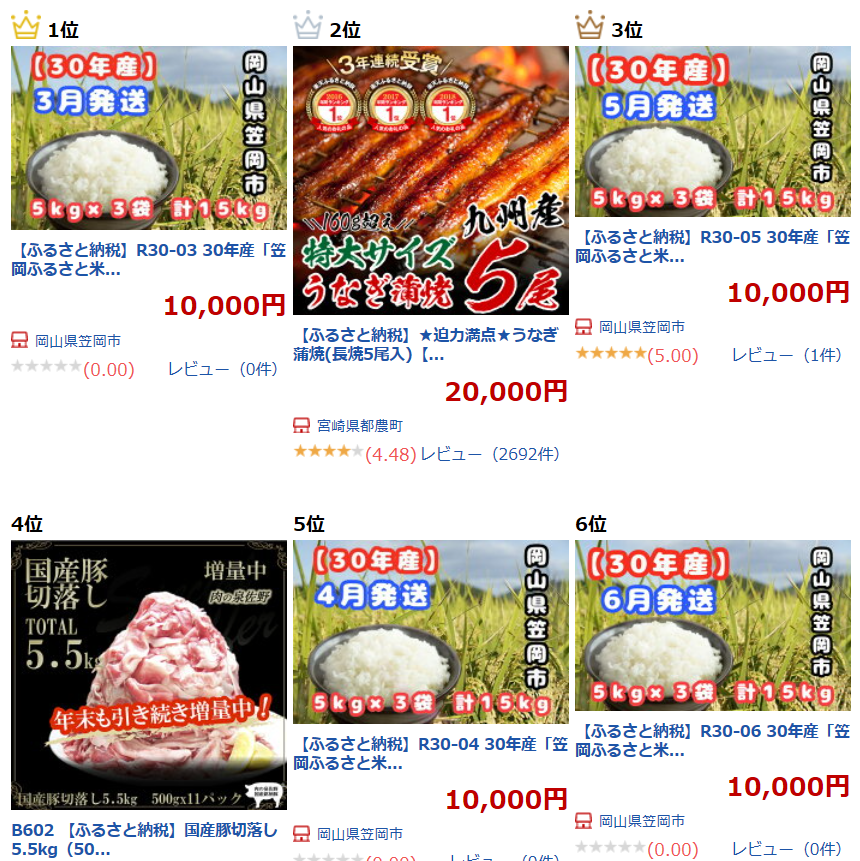 1位
【30年産】
3月発送
岡山県笠岡市
5kg×3袋 計15kg
【ふるさと納税】R30-03 30年産「笠
岡ふるさと米...
10,000円
岡山県笠岡市
(0.00)
レビュー（0件）
2位
3年連続受賞
2016
1位
2017
1位
2018
1位
160g超え
九州産
特大サイズ
うなぎ蒲焼
5尾
【ふるさと納税】★迫力満点★うなぎ
蒲焼(長焼5尾入)【...
20,000円
宮崎県都農町
(4.48)
レビュー（2692件）
3位
【30年産】
5月発送
岡山県笠岡市
5kg×3袋 計15kg
【ふるさと納税】R30-05 30年産「笠
岡ふるさと米...
10,000円
岡山県笠岡市
(5.00)
レビュー（1件）
4位
国産豚
切落し
増量中
肉の泉佐野
TOTAL
5.5kg
年末も引き続き増量中！
国産豚切落し5.5kg 500gx11パック
B602 【ふるさと納税】国産豚切落し
5.5kg（50...
5位
【30年産】
4月発送
岡山県笠岡市
5kg×3袋 計15kg
【ふるさと納税】R30-04 30年産「笠
岡ふるさと米...
10,000円
岡山県笠岡市
(0.00)
レビュー（0件）
6位
【30年産】
6月発送
岡山県笠岡市
5kg×3袋 計15kg
【ふるさと納税】R30-06 30年産「笠
岡ふるさと米...
10,000円
岡山県笠岡市
(0.00)
レビュー（0件）